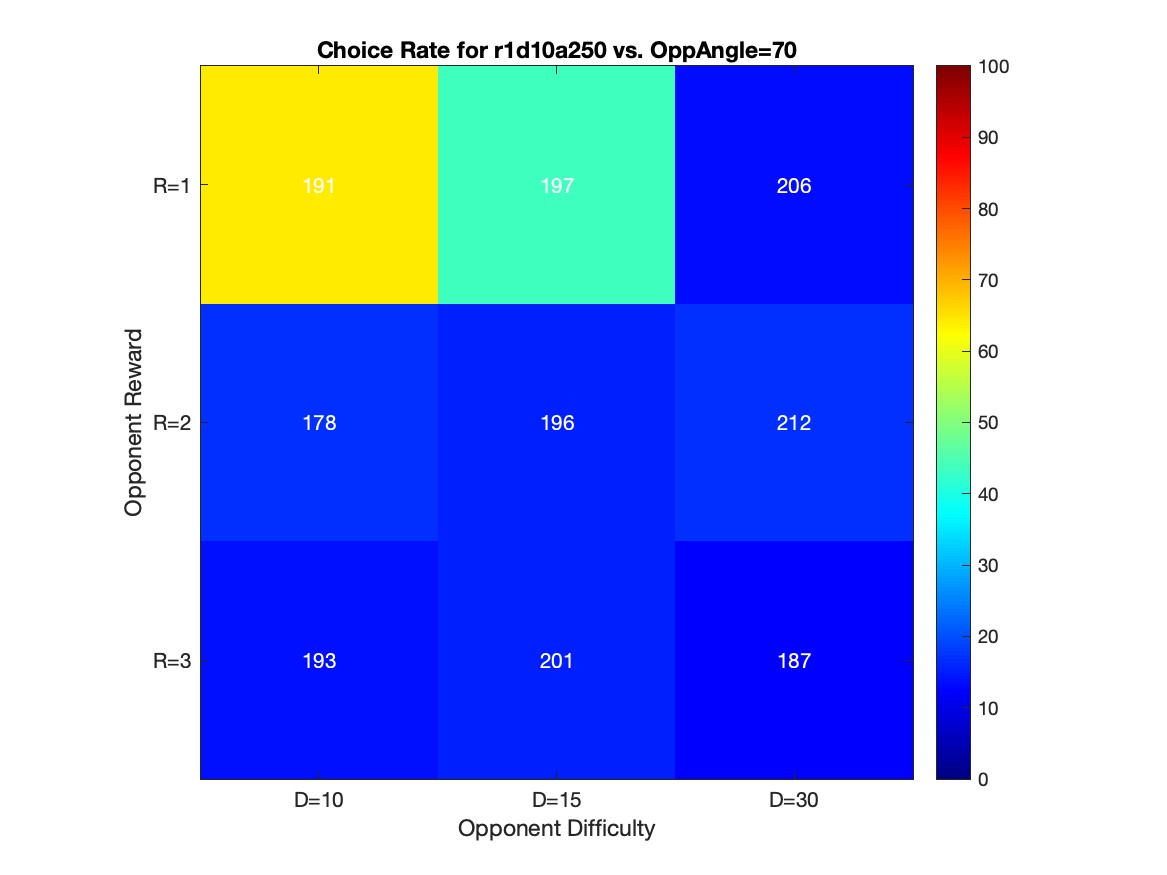 Choice Rate for r1d10a250 vs. OppAngle=70
100
90
80
70
60
50
40
30
20
10
0
R=1
191
197
206
R=2
178
196
212
R=3
193
201
187
D=10
D=15
D=30
Opponent Difficulty
Opponent Reward